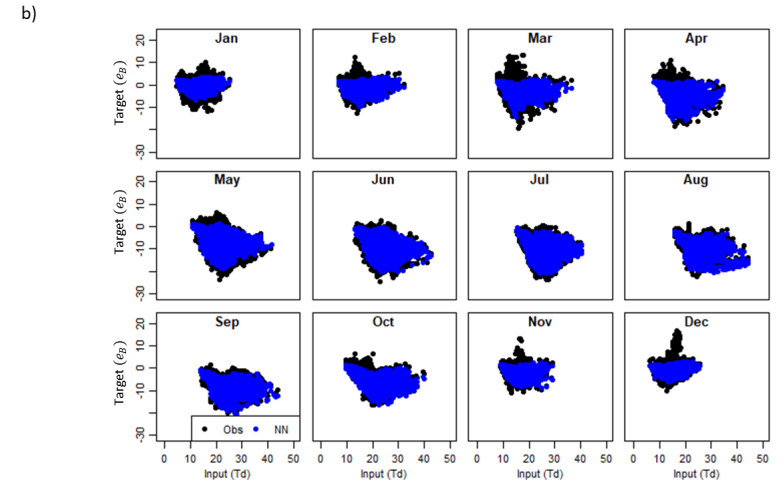 b)
Jan Feb Mar Apr
Target (e_B) 20 10 0 -10 -30
May Jun Jul Aug
Target (e_B) 20 10 0 -10 -30
Sep Oct Nov Dec
Target (e_B) 20 10 0 -10 -30
Obs NN
0 10 20 30 40 50 0 10 20 30 40 50 0 10 20 30 40 50 0 10 20 30 40 50
Input (Td) Input (Td) Input (Td) Input (Td)